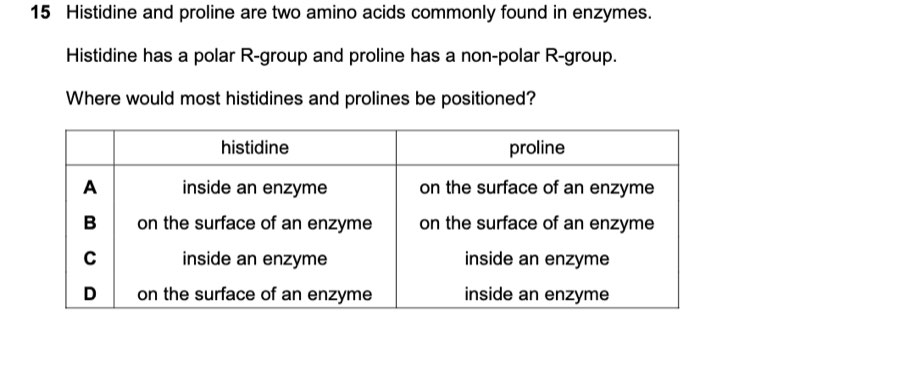 15 Histidine and proline are two amino acids commonly found in enzymes.
Histidine has a polar R-group and proline has a non-polar R-group.
Where would most histidines and prolines be positioned?
histidine proline
A inside an enzyme on the surface of an enzyme
B on the surface of an enzyme on the surface of an enzyme
C inside an enzyme inside an enzyme
D on the surface of an enzyme inside an enzyme